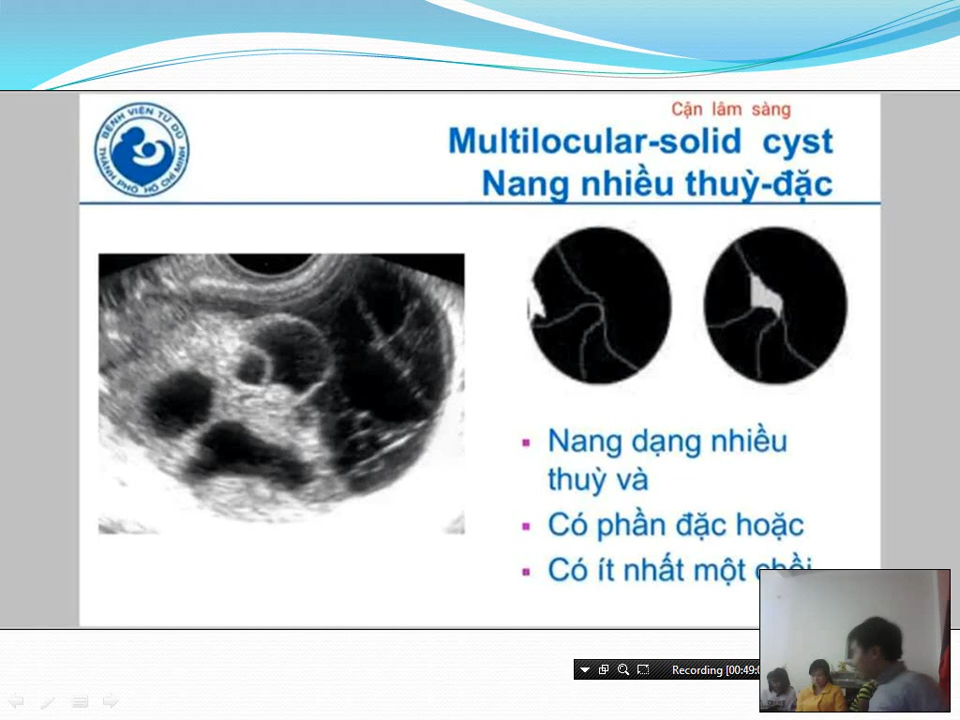 BỆNH VIỆN TỪ DŨ
THÀNH PHỐ HỒ CHÍ MINH
Cận lâm sàng
Multilocular-solid cyst
Nang nhiều thuỳ-đặc
Nang dạng nhiều
thuỳ và
Có phần đặc hoặc
Có ít nhất một chồi
Recording [00:49:0